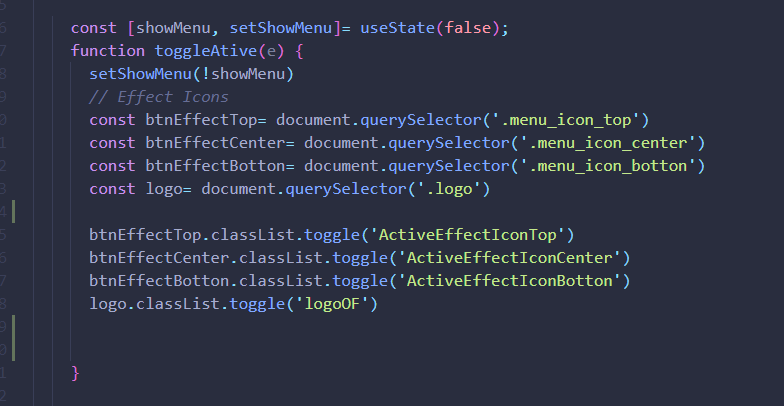 const [showMenu, setShowMenu]= useState(false);
function toggleAtive(e) {
setShowMenu(!showMenu)
// Effect Icons
const btnEffectTop= document.querySelector('.menu_icon_top')
const btnEffectCenter= document.querySelector('.menu_icon_center')
const btnEffectBotton= document.querySelector('.menu_icon_botton')
const logo= document.querySelector('.logo')
btnEffectTop.classList.toggle('ActiveEffectIconTop')
btnEffectCenter.classList.toggle('ActiveEffectIconCenter')
btnEffectBotton.classList.toggle('ActiveEffectIconBotton')
logo.classList.toggle('logoOF')
}